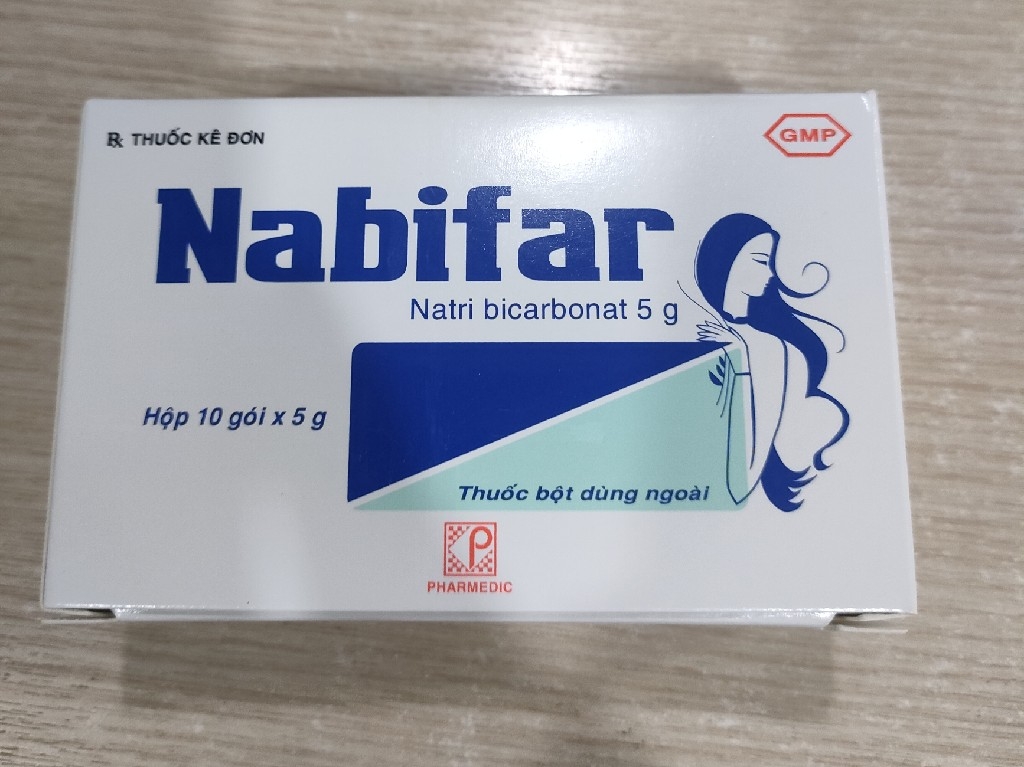 ℞ THUỐC KÊ ĐƠN
GMP
Nabifar
Natri bicarbonat 5 g
Hộp 10 gói x 5 g
Thuốc bột dùng ngoài
P
PHARMEDIC